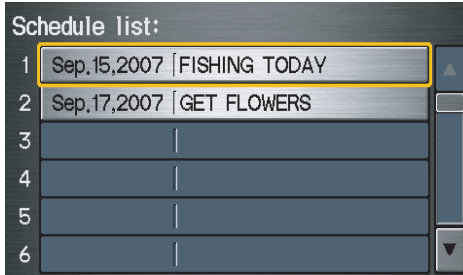 Schedule list:
1 Sep.15,2007 FISHING TODAY
2 Sep.17,2007 GET FLOWERS
3
4
5
6